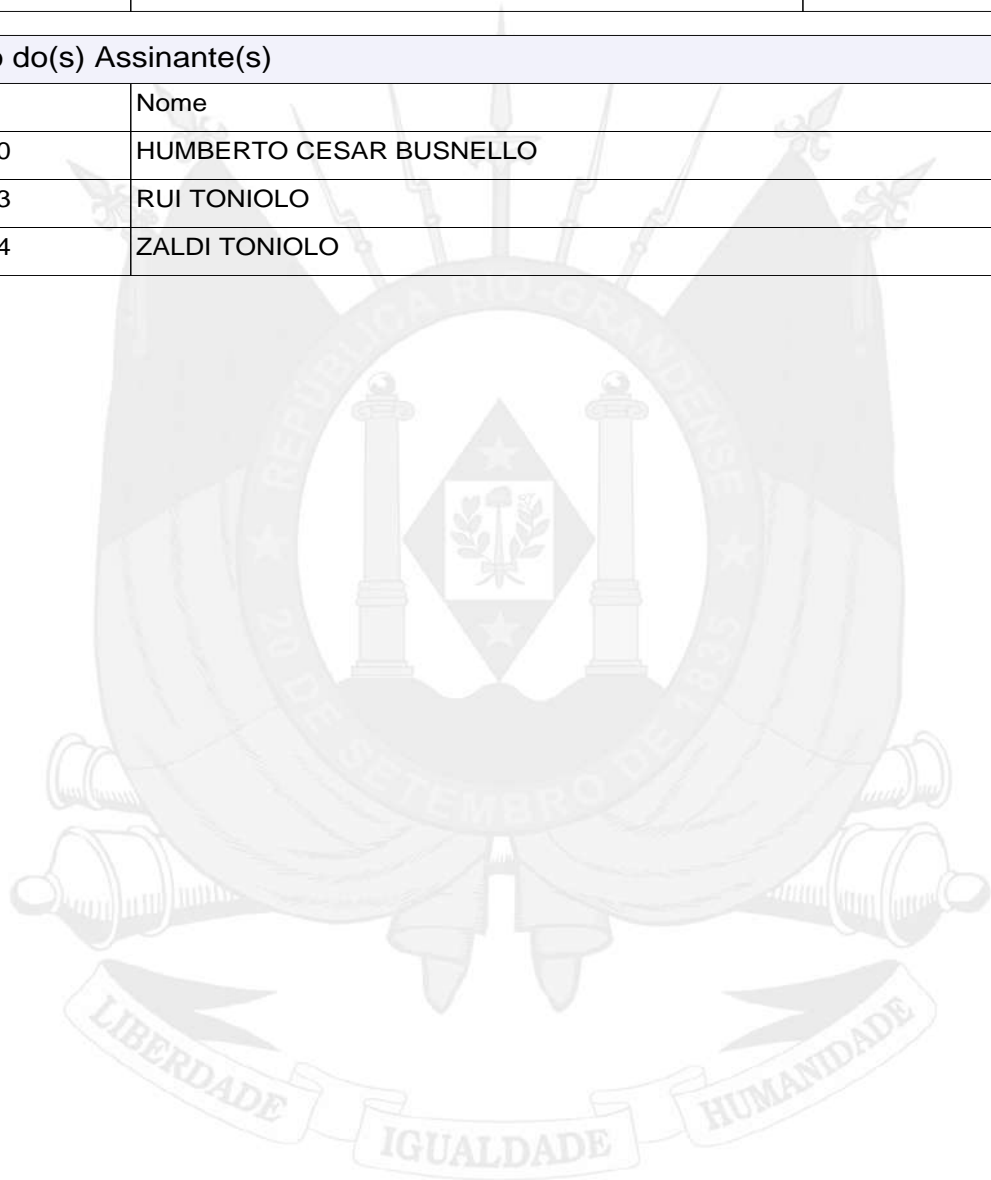 o do(s) Assinante(s)
Nome
0 HUMBERTO CESAR BUSNELLO
3 RUI TONIOLO
4 ZALDI TONIOLO
REPÚBLICA RIO-GRANDENSE
20 DE SETEMBRO DE 1835
LIBERDADE IGUALDADE HUMANIDADE